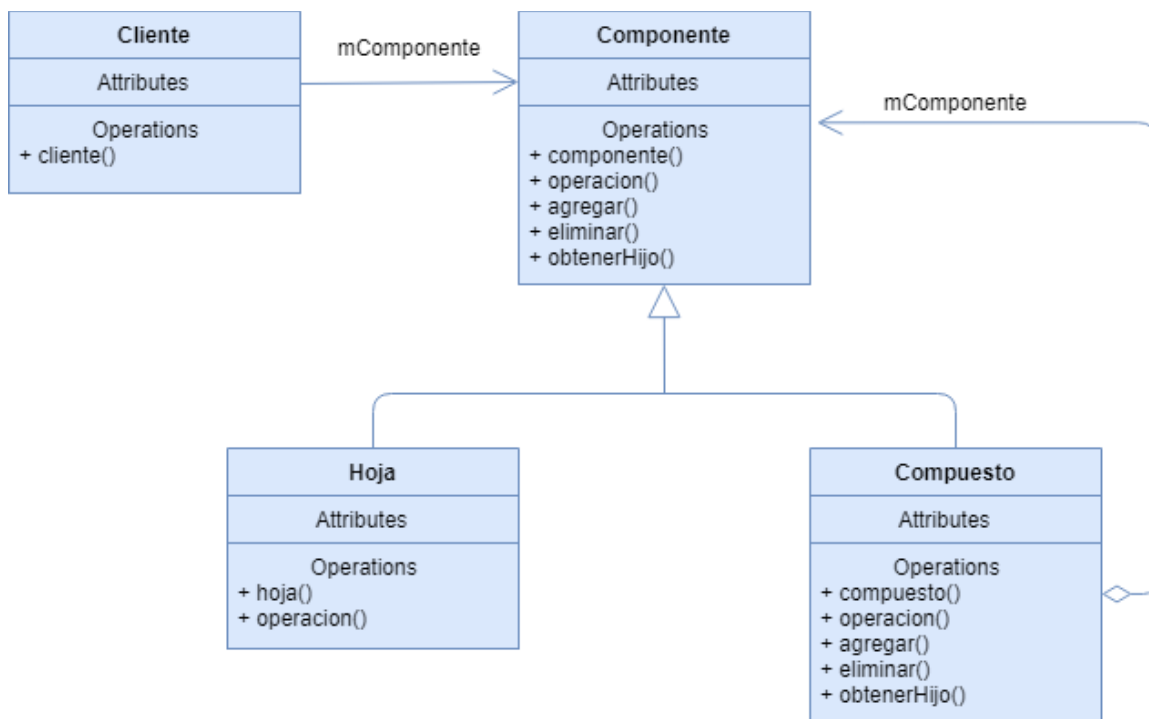 Cliente
Attributes
Operations
+ cliente()
mComponente
Componente
Attributes
Operations
+ componente()
+ operacion()
+ agregar()
+ eliminar()
+ obtenerHijo()
mComponente
Hoja
Attributes
Operations
+ hoja()
+ operacion()
Compuesto
Attributes
Operations
+ compuesto()
+ operacion()
+ agregar()
+ eliminar()
+ obtenerHijo()